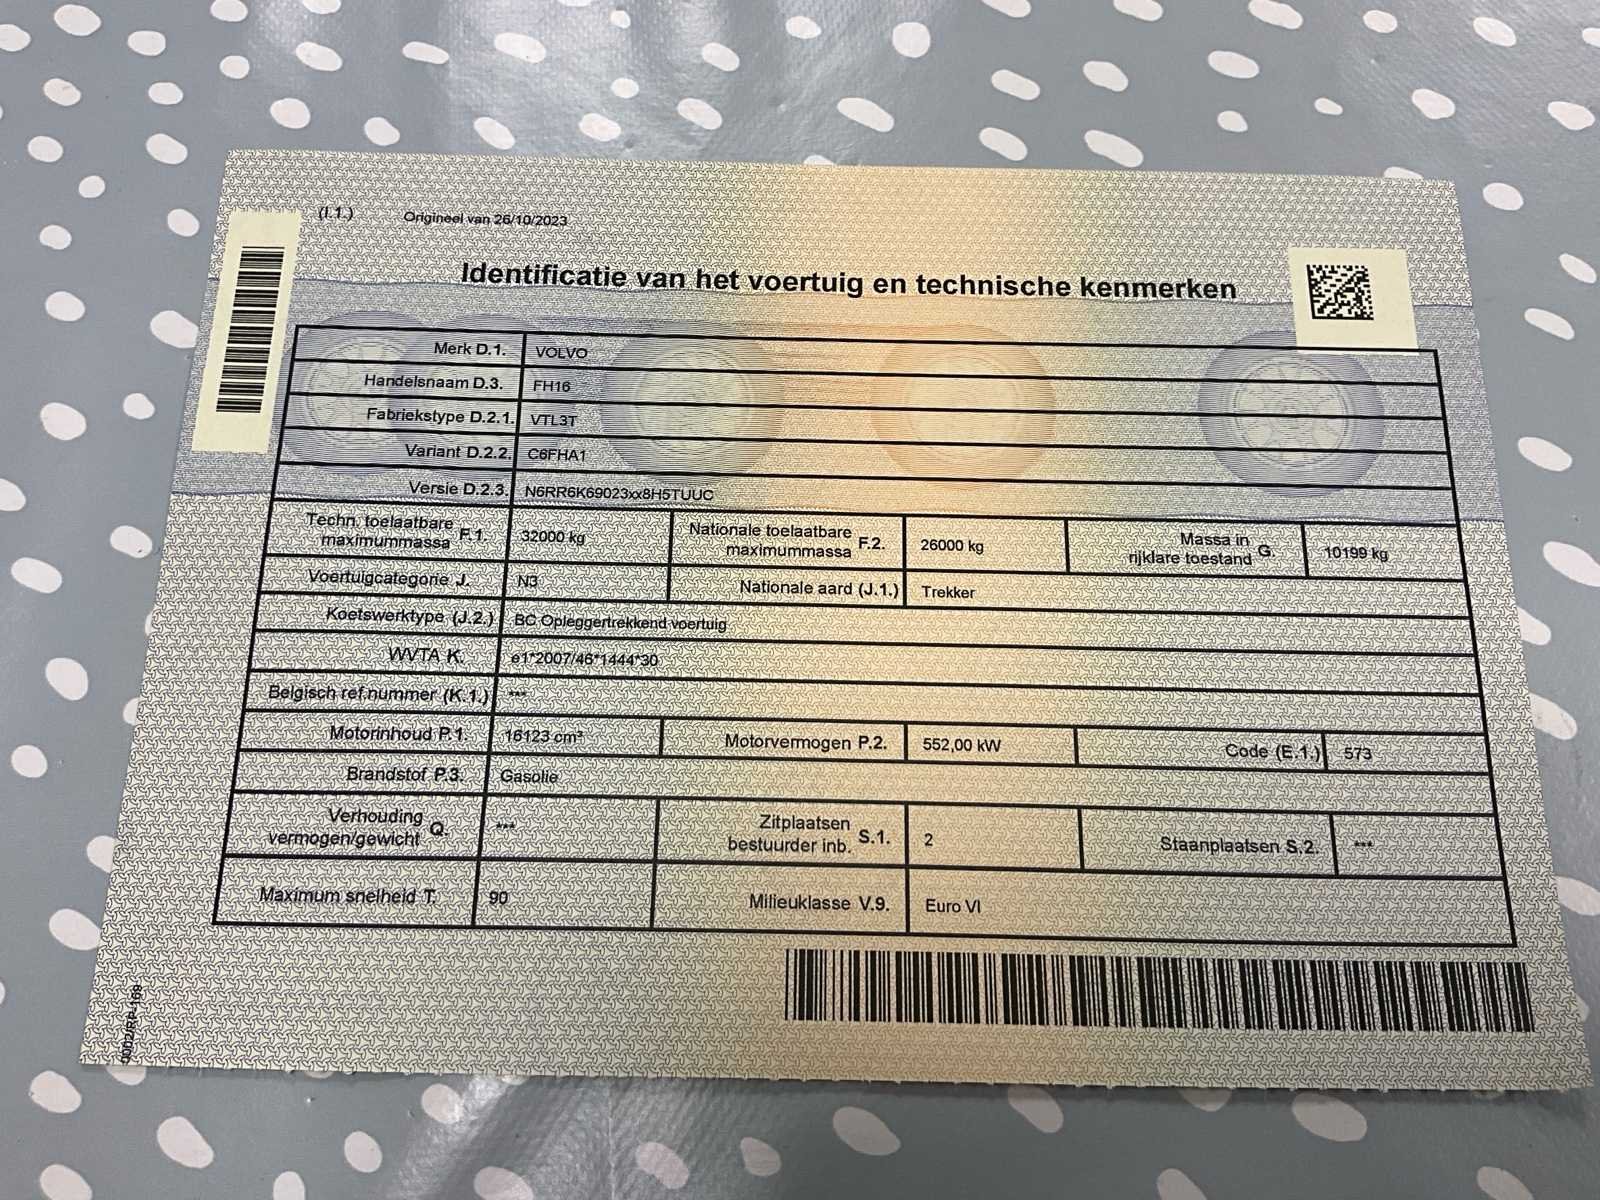 (I.1.) Origineel van 26/10/2023
Identificatie van het voertuig en technische kenmerken
Merk D.1. VOLVO
Handelsnaam D.3. FH16
Fabriekstype D.2.1. VTL3T
Variant D.2.2. C6FHA1
Versie D.2.3. N6RR6K69023xx8H5TUUC
Techn. toelaatbare maximummassa F.1. 32000 kg Nationale toelaatbare maximummassa F.2. 26000 kg Massa in rijklare toestand G. 10199 kg
Voertuigcategorie J. N3 Nationale aard (J.1.) Trekker
Koetswerktype (J.2.) BC Opleggertrekkend voertuig
WVTA K. e1*2007/46*1444*30
Belgisch ref.nummer (K.1.) ***
Motorinhoud P.1. 16123 cm³ Motorvermogen P.2. 552,00 kW Code (E.1.) 573
Brandstof P.3. Gasolie
Verhouding vermogen/gewicht Q. *** Zitplaatsen bestuurder inb. S.1. 2 Staanplaatsen S.2. ***
Maximum snelheid T. 90 Milieuklasse V.9. Euro VI
0002/RP-169